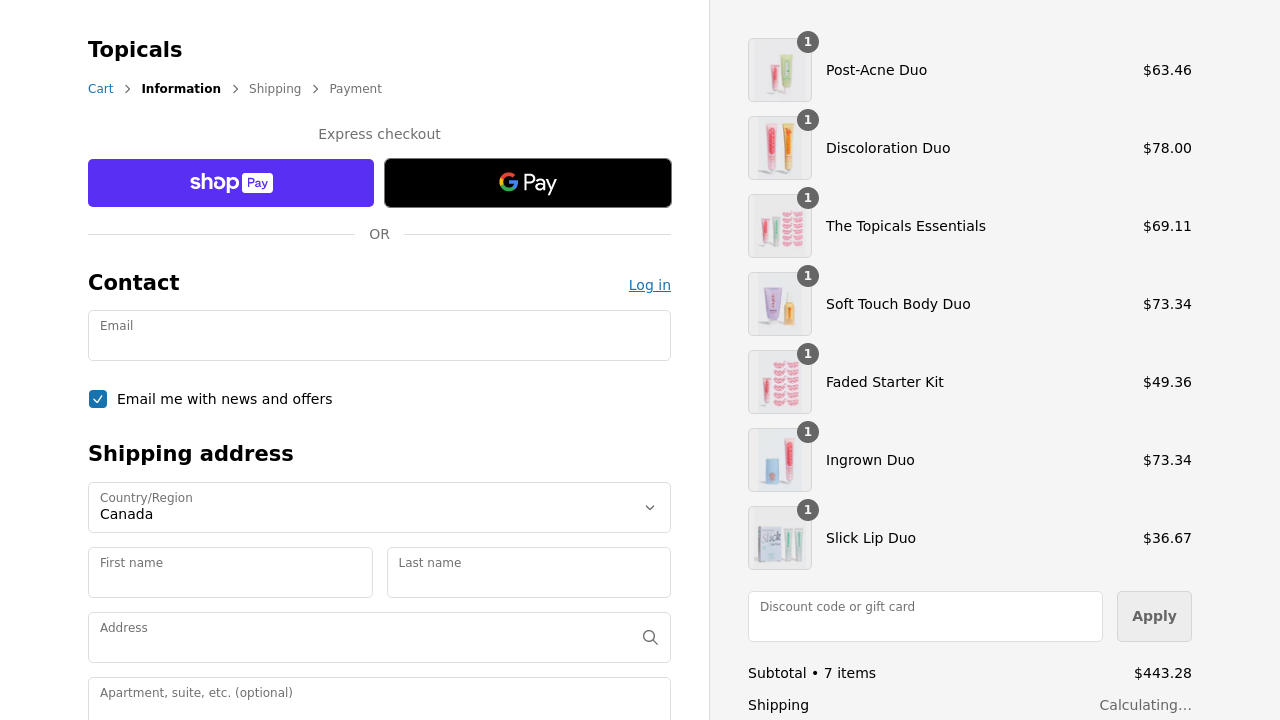 Topicals
Cart
Information
Shipping
Payment
Express checkout
shop Pay
G Pay
OR
Contact
Log in
Email
Email me with news and offers
Shipping address
Country/Region
Canada
First name
Last name
Address
Apartment, suite, etc. (optional)
1
Post-Acne Duo
$63.46
1
Discoloration Duo
$78.00
1
The Topicals Essentials
$69.11
1
Soft Touch Body Duo
$73.34
1
Faded Starter Kit
$49.36
1
Ingrown Duo
$73.34
1
Slick Lip Duo
$36.67
Discount code or gift card
Apply
Subtotal • 7 items
$443.28
Shipping
Calculating...